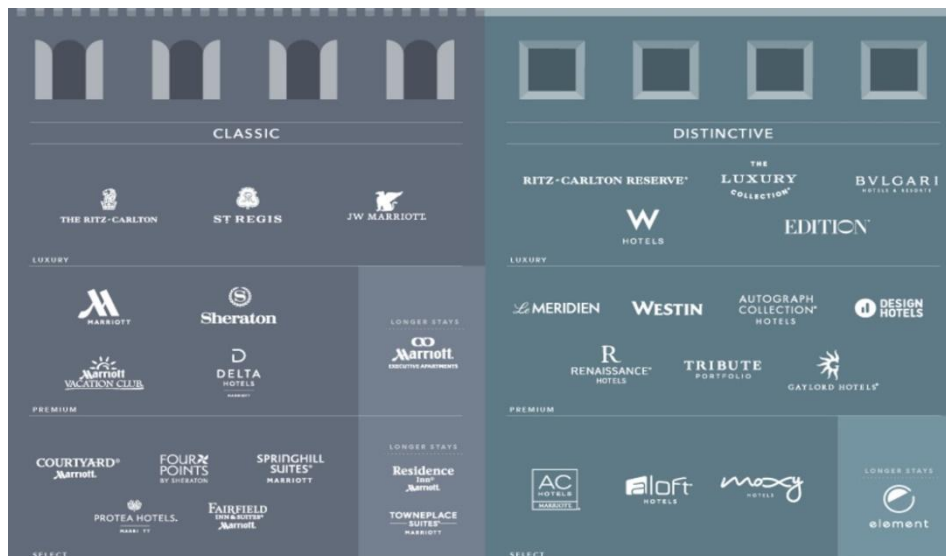 CLASSIC
THE RITZ-CARLTON
ST REGIS
JW MARRIOTT
LUXURY
MARRIOTT
Sheraton
Marriott
VACATION CLUB
DELTA
HOTELS
MARRIOTT
LONGER STAYS
Marriott
EXECUTIVE APARTMENTS
PREMIUM
COURTYARD®
Marriott
FOUR
POINTS
BY SHERATON
SPRINGHILL
SUITES®
MARRIOTT
PROTEA HOTELS.
FAIRFIELD
INN & SUITES®
Marriott
LONGER STAYS
Residence
Inn®
Marriott
TOWNEPLACE
SUITES®
MARRIOTT
SELECT
DISTINCTIVE
RITZ-CARLTON RESERVE®
THE
LUXURY
COLLECTION®
BVLGARI
HOTELS & RESORTS
W
HOTELS
EDITION
LUXURY
Le MERIDIEN
WESTIN
AUTOGRAPH
COLLECTION®
HOTELS
DESIGN
HOTELS
R
RENAISSANCE®
HOTELS
TRIBUTE
PORTFOLIO
GAYLORD HOTELS®
PREMIUM
AC
HOTELS
MARRIOTT
aloft
HOTELS
moxy
HOTELS
LONGER STAYS
element
SELECT